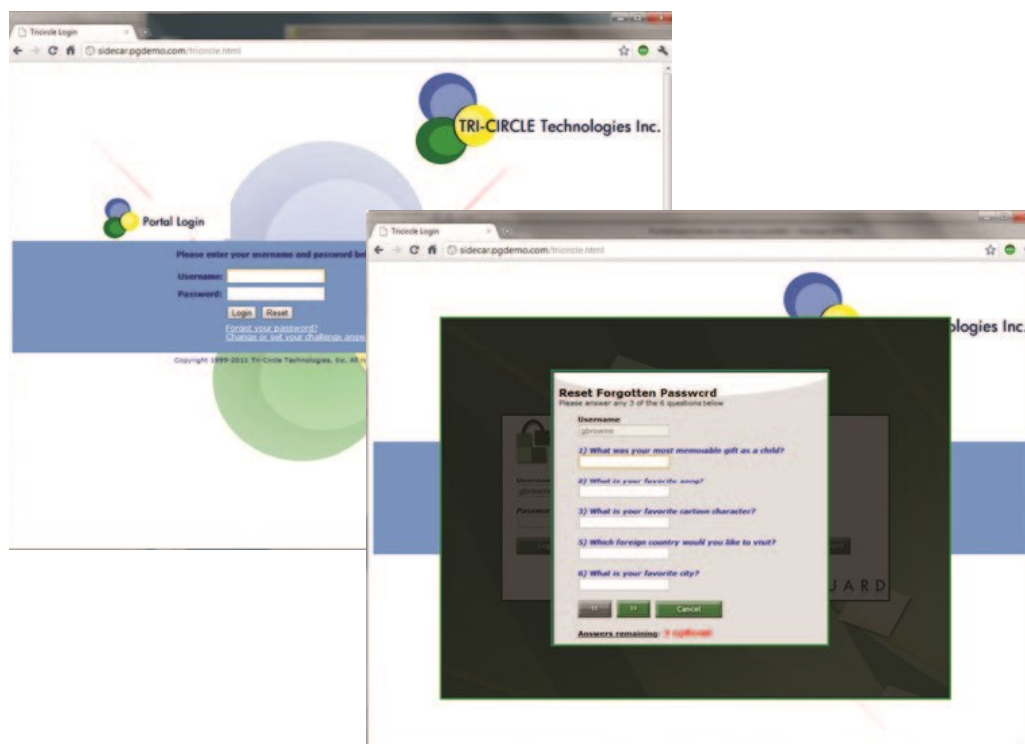 Tricircle Login
sidecar.pgdemo.com/tricircle.html
TRI-CIRCLE Technologies Inc.
Portal Login
Please enter your username and password
Username:
Password:
Login Reset
Forgot your password?
Change or set your challenge
Copyright 1999-2011 Tri-Circle Technologies, Inc. All
Tricircle Login
sidecar.pgdemo.com/tricircle.html
ologies Inc.
Reset Forgotten Password
Please answer any 3 of the 6 questions below
Username
1) What was your most memouable gift as a child?
2) What is your favorite song?
3) What is your favorite cartoon character?
5) Which foreign country would you like to visit?
6) What is your favorite city?
Cancel
UARD
Answers remaining: